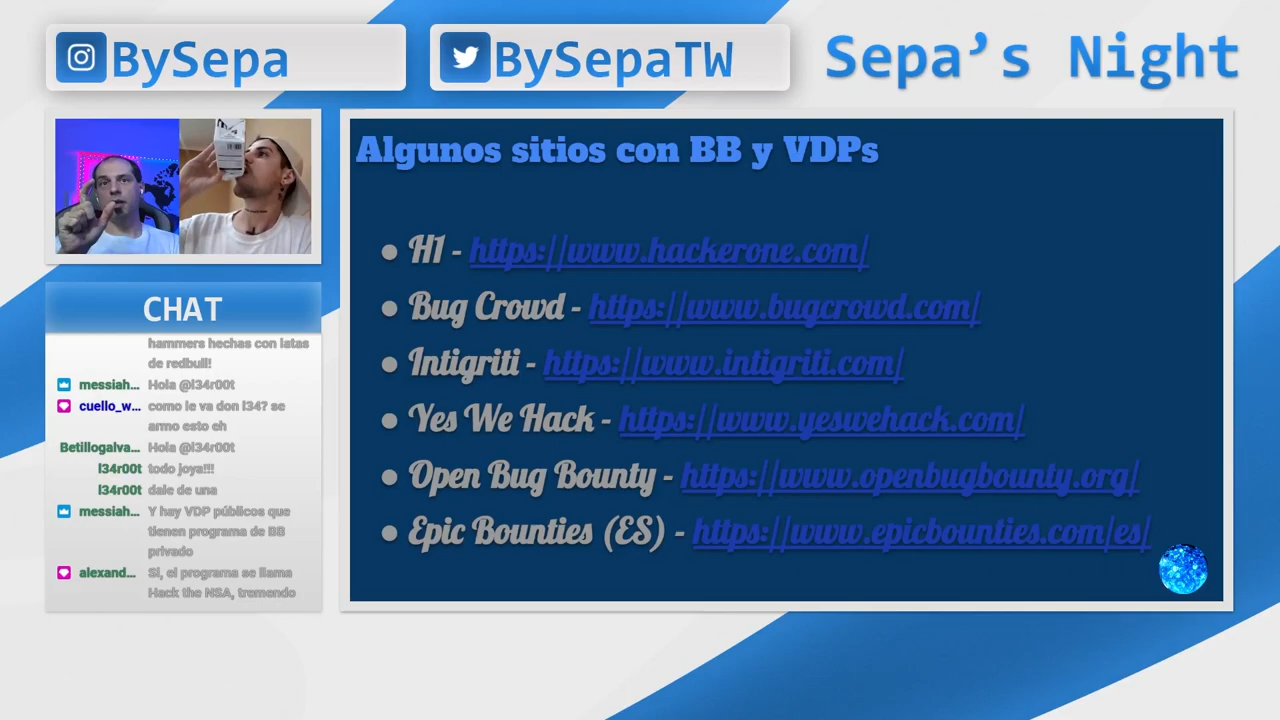 BySepa
BySepaTW
Sepa’s Night
Algunos sitios con BB y VDPs
● H1 - https://www.hackerone.com/
● Bug Crowd - https://www.bugcrowd.com/
● Intigriti - https://www.intigriti.com/
● Yes We Hack - https://www.yeswehack.com/
● Open Bug Bounty - https://www.openbugbounty.org/
● Epic Bounties (ES) - https://www.epicbounties.com/es/
CHAT
hammers hechas con latas
de redbull!
messiah... Hola @l34r00t
cuello_w... como le va don l34? se
armo esto eh
Betillogalva... Hola @l34r00t
l34r00t todo joya!!!
l34r00t dale de una
messiah... Y hay VDP públicos que
tienen programa de BB
privado
alexand... Si, el programa se llama
Hack the NSA, tremendo